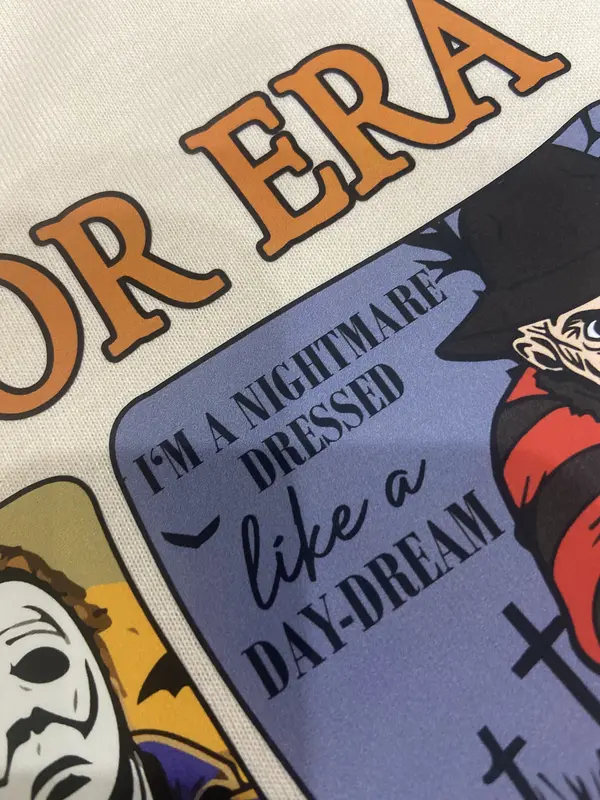 OR ERA
I'M A NIGHTMARE
DRESSED
like a
DAY-DREAM